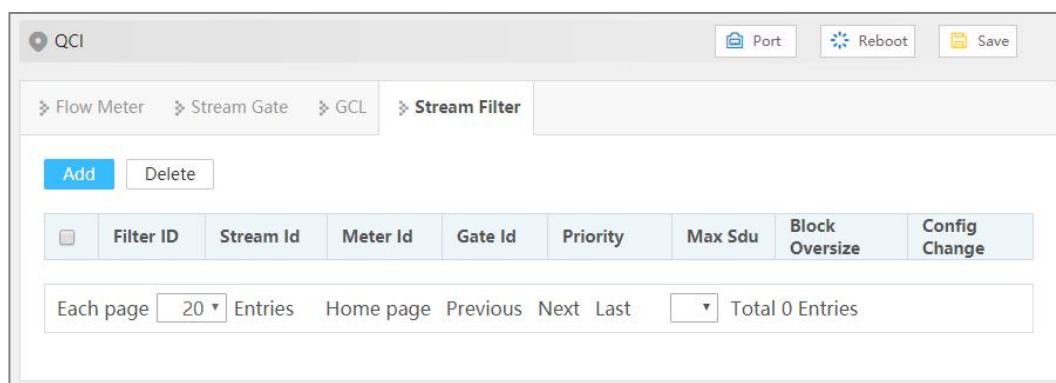 QCI Port Reboot Save
Flow Meter Stream Gate GCL Stream Filter
Add Delete
Filter ID Stream Id Meter Id Gate Id Priority Max Sdu Block Oversize Config Change
Each page 20 Entries Home page Previous Next Last Total 0 Entries